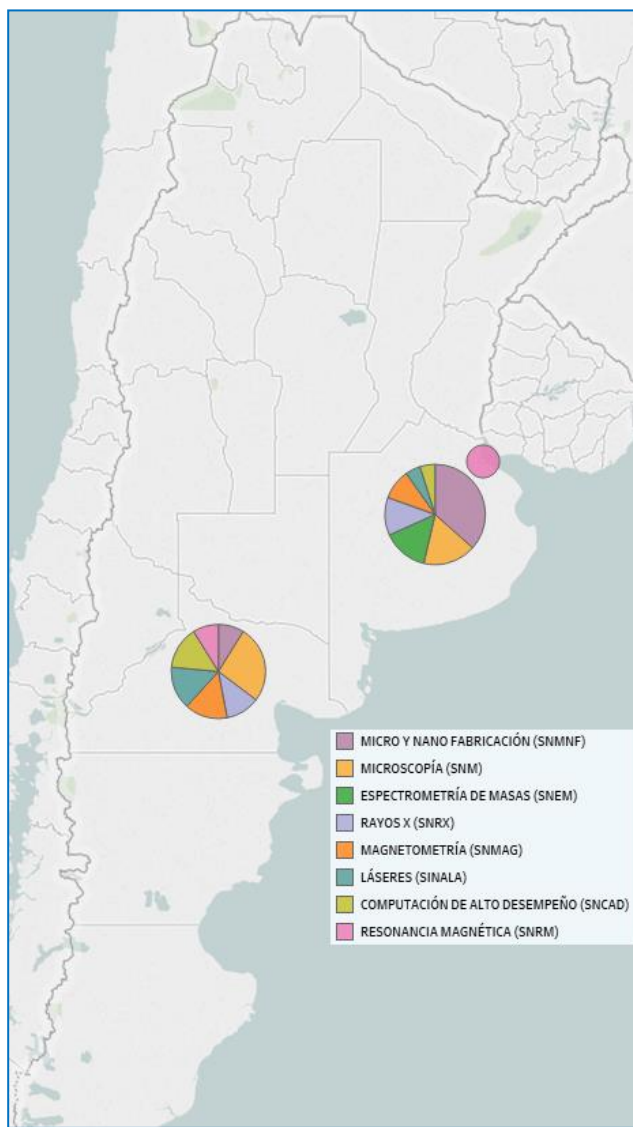 MICRO Y NANO FABRICACIÓN (SNMNF)
MICROSCOPÍA (SNM)
ESPECTROMETRÍA DE MASAS (SNEM)
RAYOS X (SNRX)
MAGNETOMETRÍA (SNMAG)
LÁSERES (SINALA)
COMPUTACIÓN DE ALTO DESEMPEÑO (SNCAD)
RESONANCIA MAGNÉTICA (SNRM)